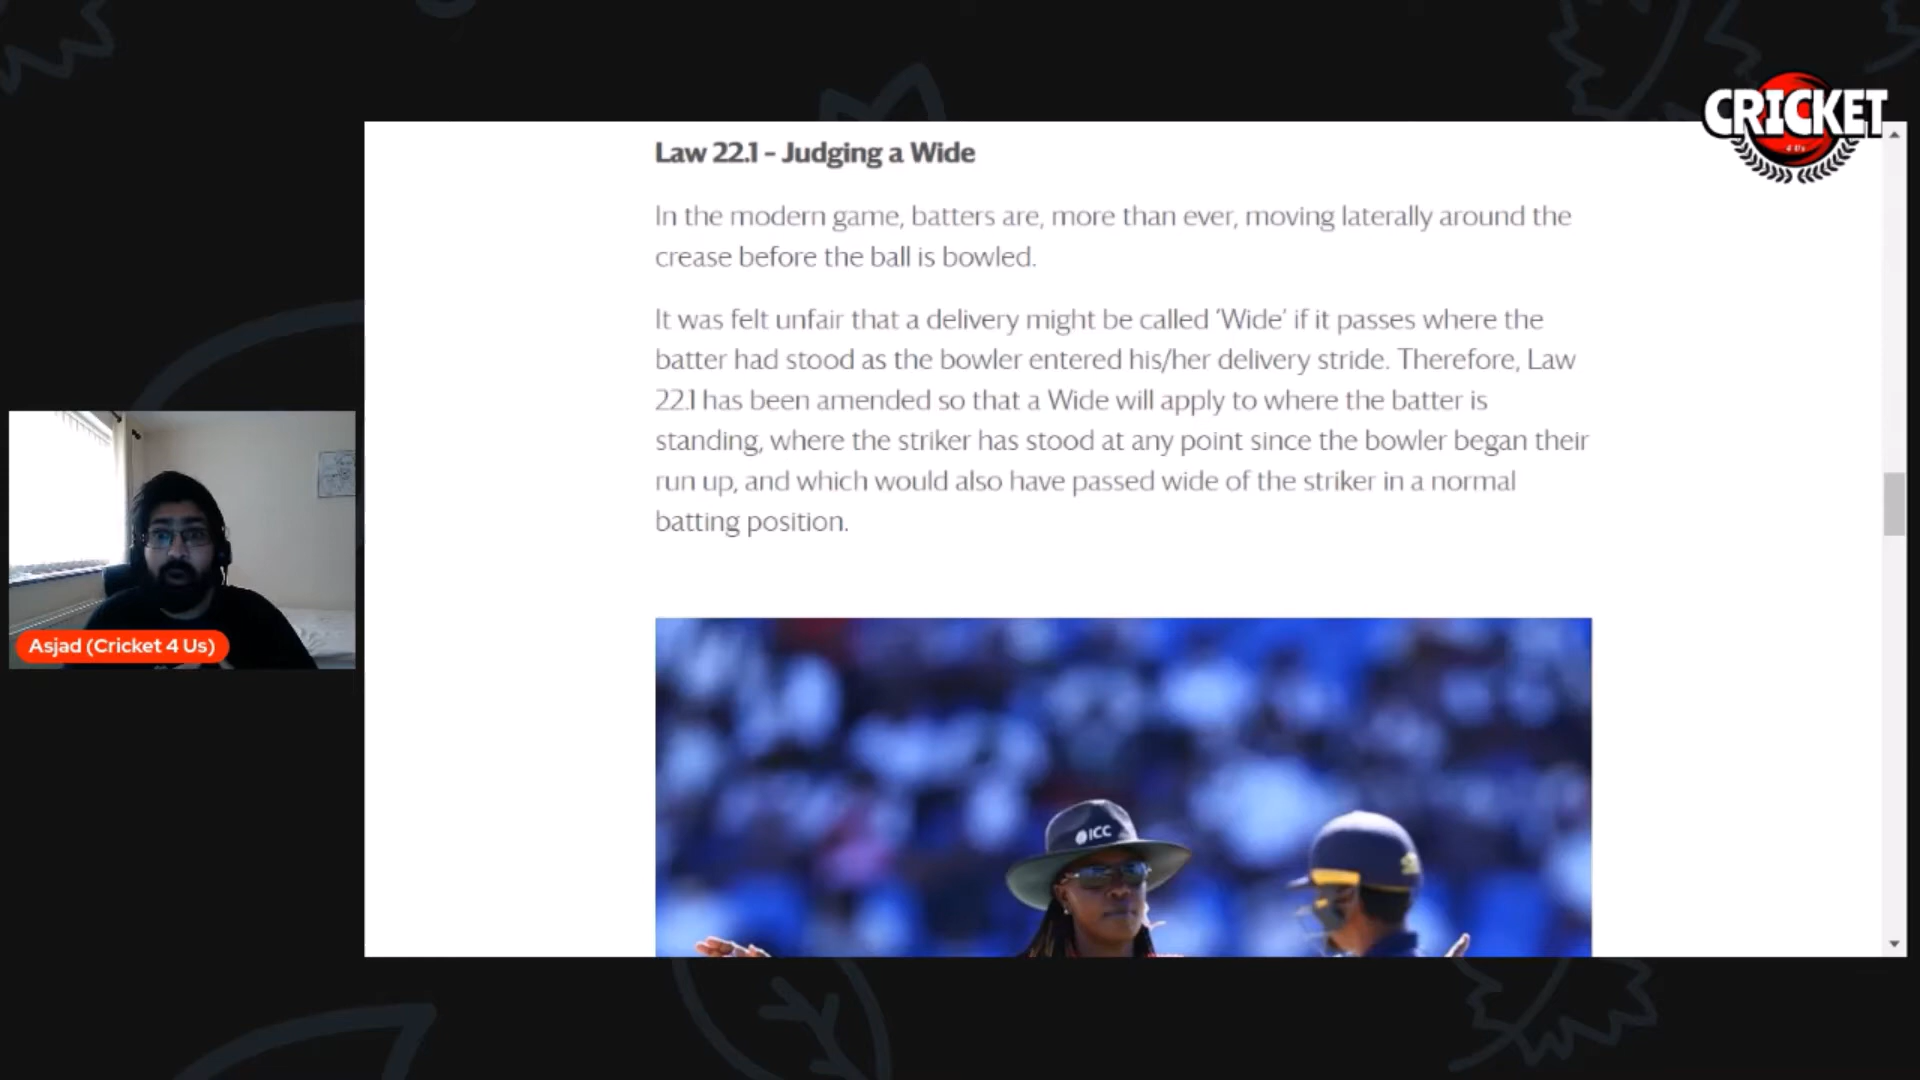 CRICKET
4 Us
Law 22.1 – Judging a Wide
In the modern game, batters are, more than ever, moving laterally around the
crease before the ball is bowled.
It was felt unfair that a delivery might be called ‘Wide’ if it passes where the
batter had stood as the bowler entered his/her delivery stride. Therefore, Law
22.1 has been amended so that a Wide will apply to where the batter is
standing, where the striker has stood at any point since the bowler began their
run up, and which would also have passed wide of the striker in a normal
batting position.
Asjad (Cricket 4 Us)
ICC